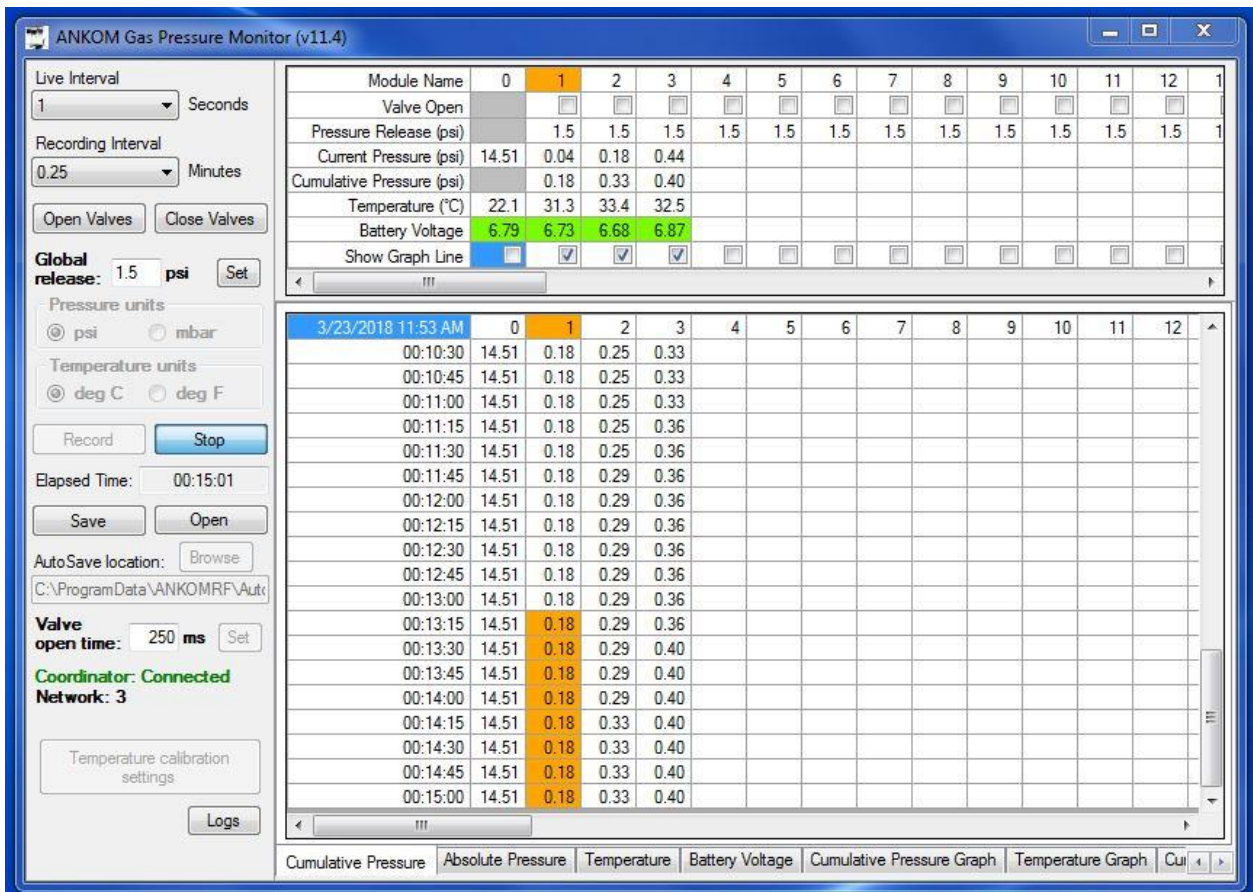 ANKOM Gas Pressure Monitor (v11.4)
Live Interval
1 Seconds
Recording Interval
0.25 Minutes
Open Valves Close Valves
Global
release: 1.5 psi Set
Pressure units
psi mbar
Temperature units
deg C deg F
Record Stop
Elapsed Time: 00:15:01
Save Open
AutoSave location: Browse
C:\ProgramData\ANKOMRF\Auto
Valve
open time: 250 ms Set
Coordinator: Connected
Network: 3
Temperature calibration
settings
Logs
Module Name 0 1 2 3 4 5 6 7 8 9 10 11 12 1
Valve Open
Pressure Release (psi) 1.5 1.5 1.5 1.5 1.5 1.5 1.5 1.5 1.5 1.5 1.5 1.5 1
Current Pressure (psi) 14.51 0.04 0.18 0.44
Cumulative Pressure (psi) 0.18 0.33 0.40
Temperature (°C) 22.1 31.3 33.4 32.5
Battery Voltage 6.79 6.73 6.68 6.87
Show Graph Line
3/23/2018 11:53 AM 0 1 2 3 4 5 6 7 8 9 10 11 12
00:10:30 14.51 0.18 0.25 0.33
00:10:45 14.51 0.18 0.25 0.33
00:11:00 14.51 0.18 0.25 0.33
00:11:15 14.51 0.18 0.25 0.36
00:11:30 14.51 0.18 0.25 0.36
00:11:45 14.51 0.18 0.29 0.36
00:12:00 14.51 0.18 0.29 0.36
00:12:15 14.51 0.18 0.29 0.36
00:12:30 14.51 0.18 0.29 0.36
00:12:45 14.51 0.18 0.29 0.36
00:13:00 14.51 0.18 0.29 0.36
00:13:15 14.51 0.18 0.29 0.36
00:13:30 14.51 0.18 0.29 0.40
00:13:45 14.51 0.18 0.29 0.40
00:14:00 14.51 0.18 0.29 0.40
00:14:15 14.51 0.18 0.33 0.40
00:14:30 14.51 0.18 0.33 0.40
00:14:45 14.51 0.18 0.33 0.40
00:15:00 14.51 0.18 0.33 0.40
Cumulative Pressure Absolute Pressure Temperature Battery Voltage Cumulative Pressure Graph Temperature Graph Cur